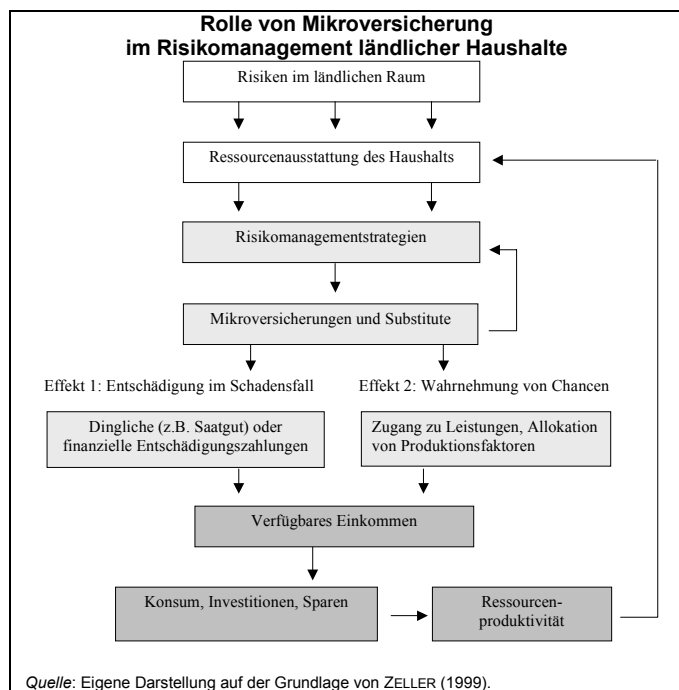 Rolle von Mikroversicherung
im Risikomanagement ländlicher Haushalte
Risiken im ländlichen Raum
Ressourcenausstattung des Haushalts
Risikomanagementstrategien
Mikroversicherungen und Substitute
Effekt 1: Entschädigung im Schadensfall
Effekt 2: Wahrnehmung von Chancen
Dingliche (z.B. Saatgut) oder
finanzielle Entschädigungszahlungen
Zugang zu Leistungen, Allokation
von Produktionsfaktoren
Verfügbares Einkommen
Konsum, Investitionen, Sparen
Ressourcen-
produktivität
Quelle: Eigene Darstellung auf der Grundlage von ZELLER (1999).